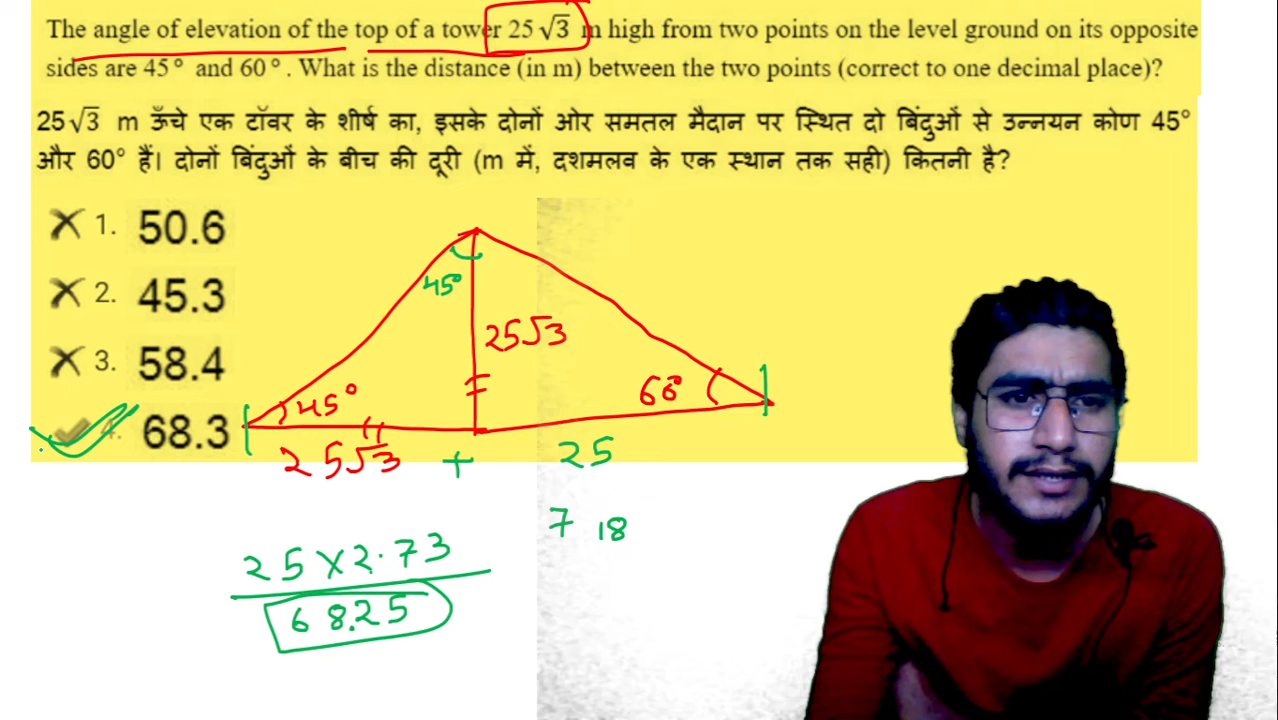 The angle of elevation of the top of a tower 25 √3 m high from two points on the level ground on its opposite
sides are 45° and 60°. What is the distance (in m) between the two points (correct to one decimal place)?
25√3 m ऊँचे एक टॉवर के शीर्ष का, इसके दोनों ओर समतल मैदान पर स्थित दो बिंदुओं से उन्नयन कोण 45°
और 60° हैं। दोनों बिंदुओं के बीच की दूरी (m में, दशमलव के एक स्थान तक सही) कितनी है?
1. 50.6
2. 45.3
3. 58.4
4. 68.3
45°
25√3
45°
60°
25√3 + 25
7 18
25 × 2.73
68.25